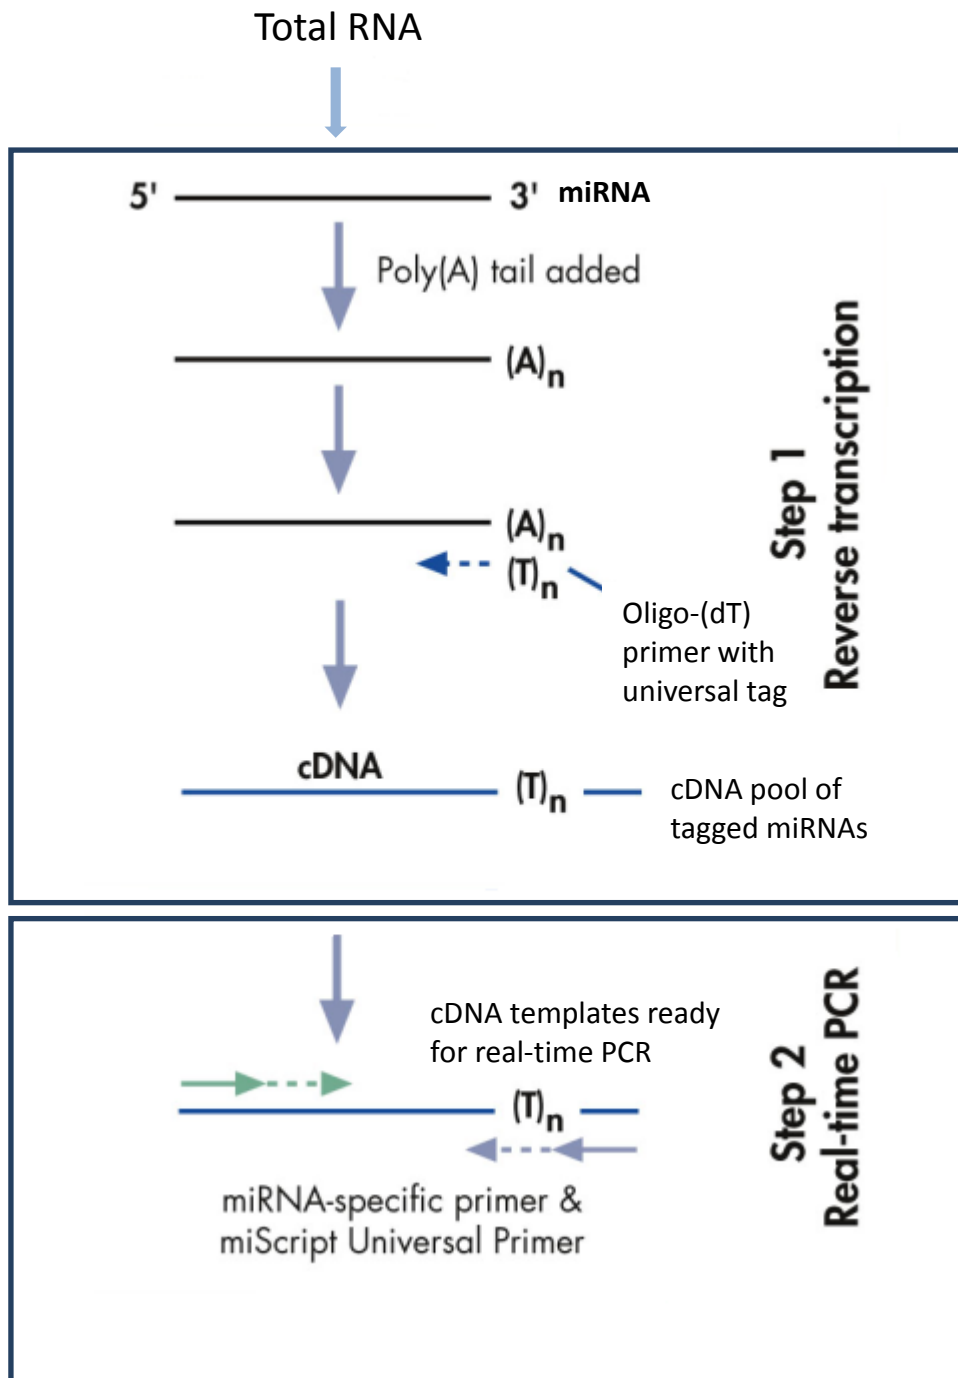 Total RNA
5' 3' miRNA
Poly(A) tail added
(A)n
(A)n
(T)n
Oligo-(dT)
primer with
universal tag
cDNA
(T)n
cDNA pool of
tagged miRNAs
Step 1
Reverse transcription
cDNA templates ready
for real-time PCR
(T)n
miRNA-specific primer &
miScript Universal Primer
Step 2
Real-time PCR